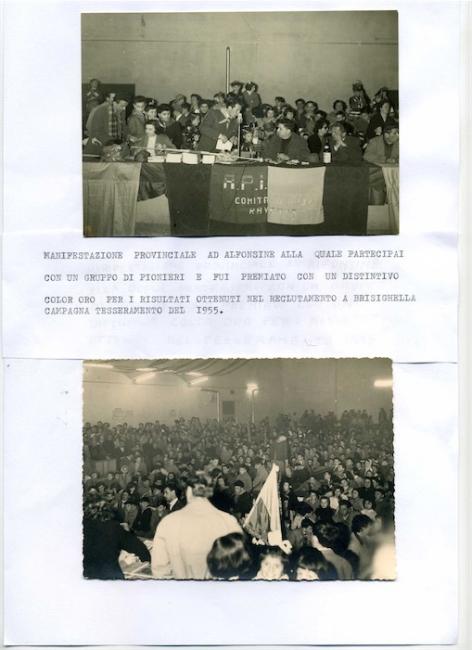 A.P.I.
COMITATO
MANIFESTAZIONE PROVINCIALE AD ALFONSINE ALLA QUALE PARTECIPAI
CON UN GRUPPO DI PIONIERI E FUI PREMIATO CON UN DISTINTIVO
COLOR ORO PER I RISULTATI OTTENUTI NEL RECLUTAMENTO A BRISIGHELLA
CAMPAGNA TESSERAMENTO DEL 1955.